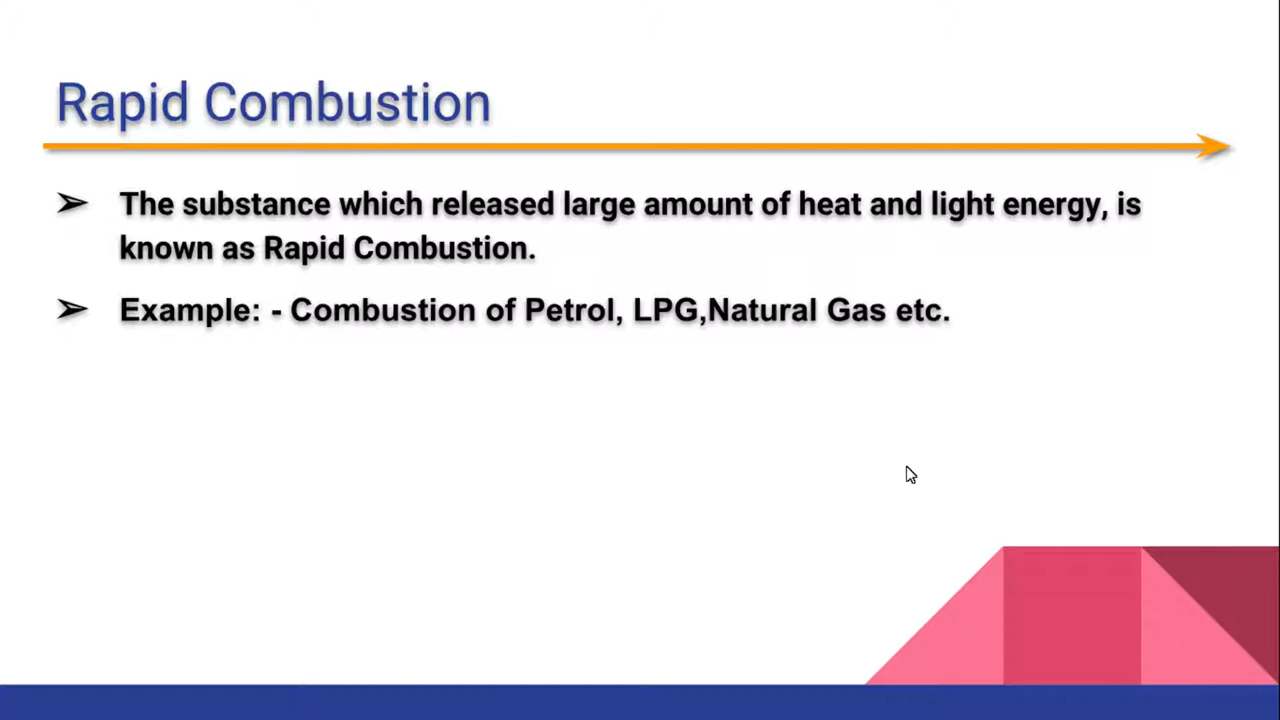 Rapid Combustion
➢ The substance which released large amount of heat and light energy, is
known as Rapid Combustion.
➢ Example: - Combustion of Petrol, LPG,Natural Gas etc.